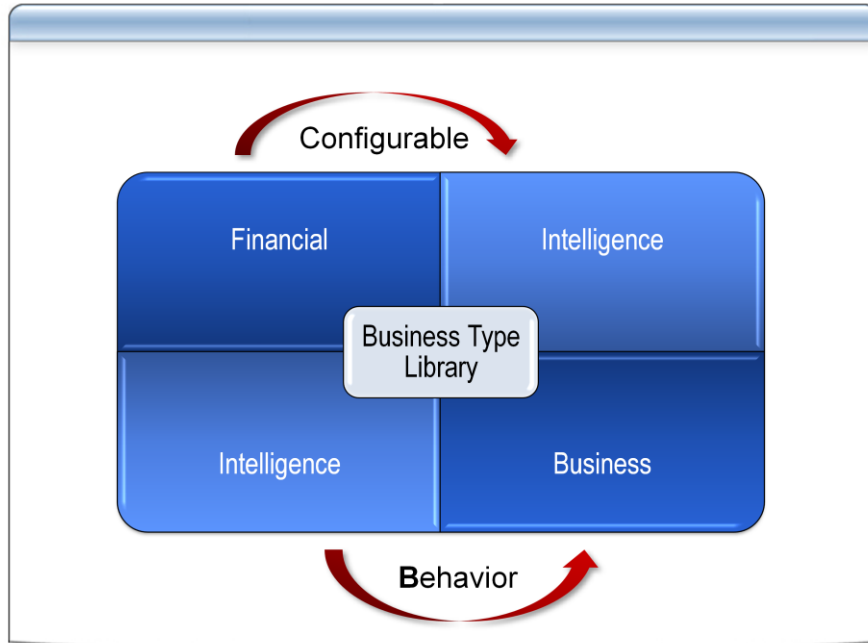 Configurable
Financial
Intelligence
Business Type
Library
Intelligence
Business
Behavior